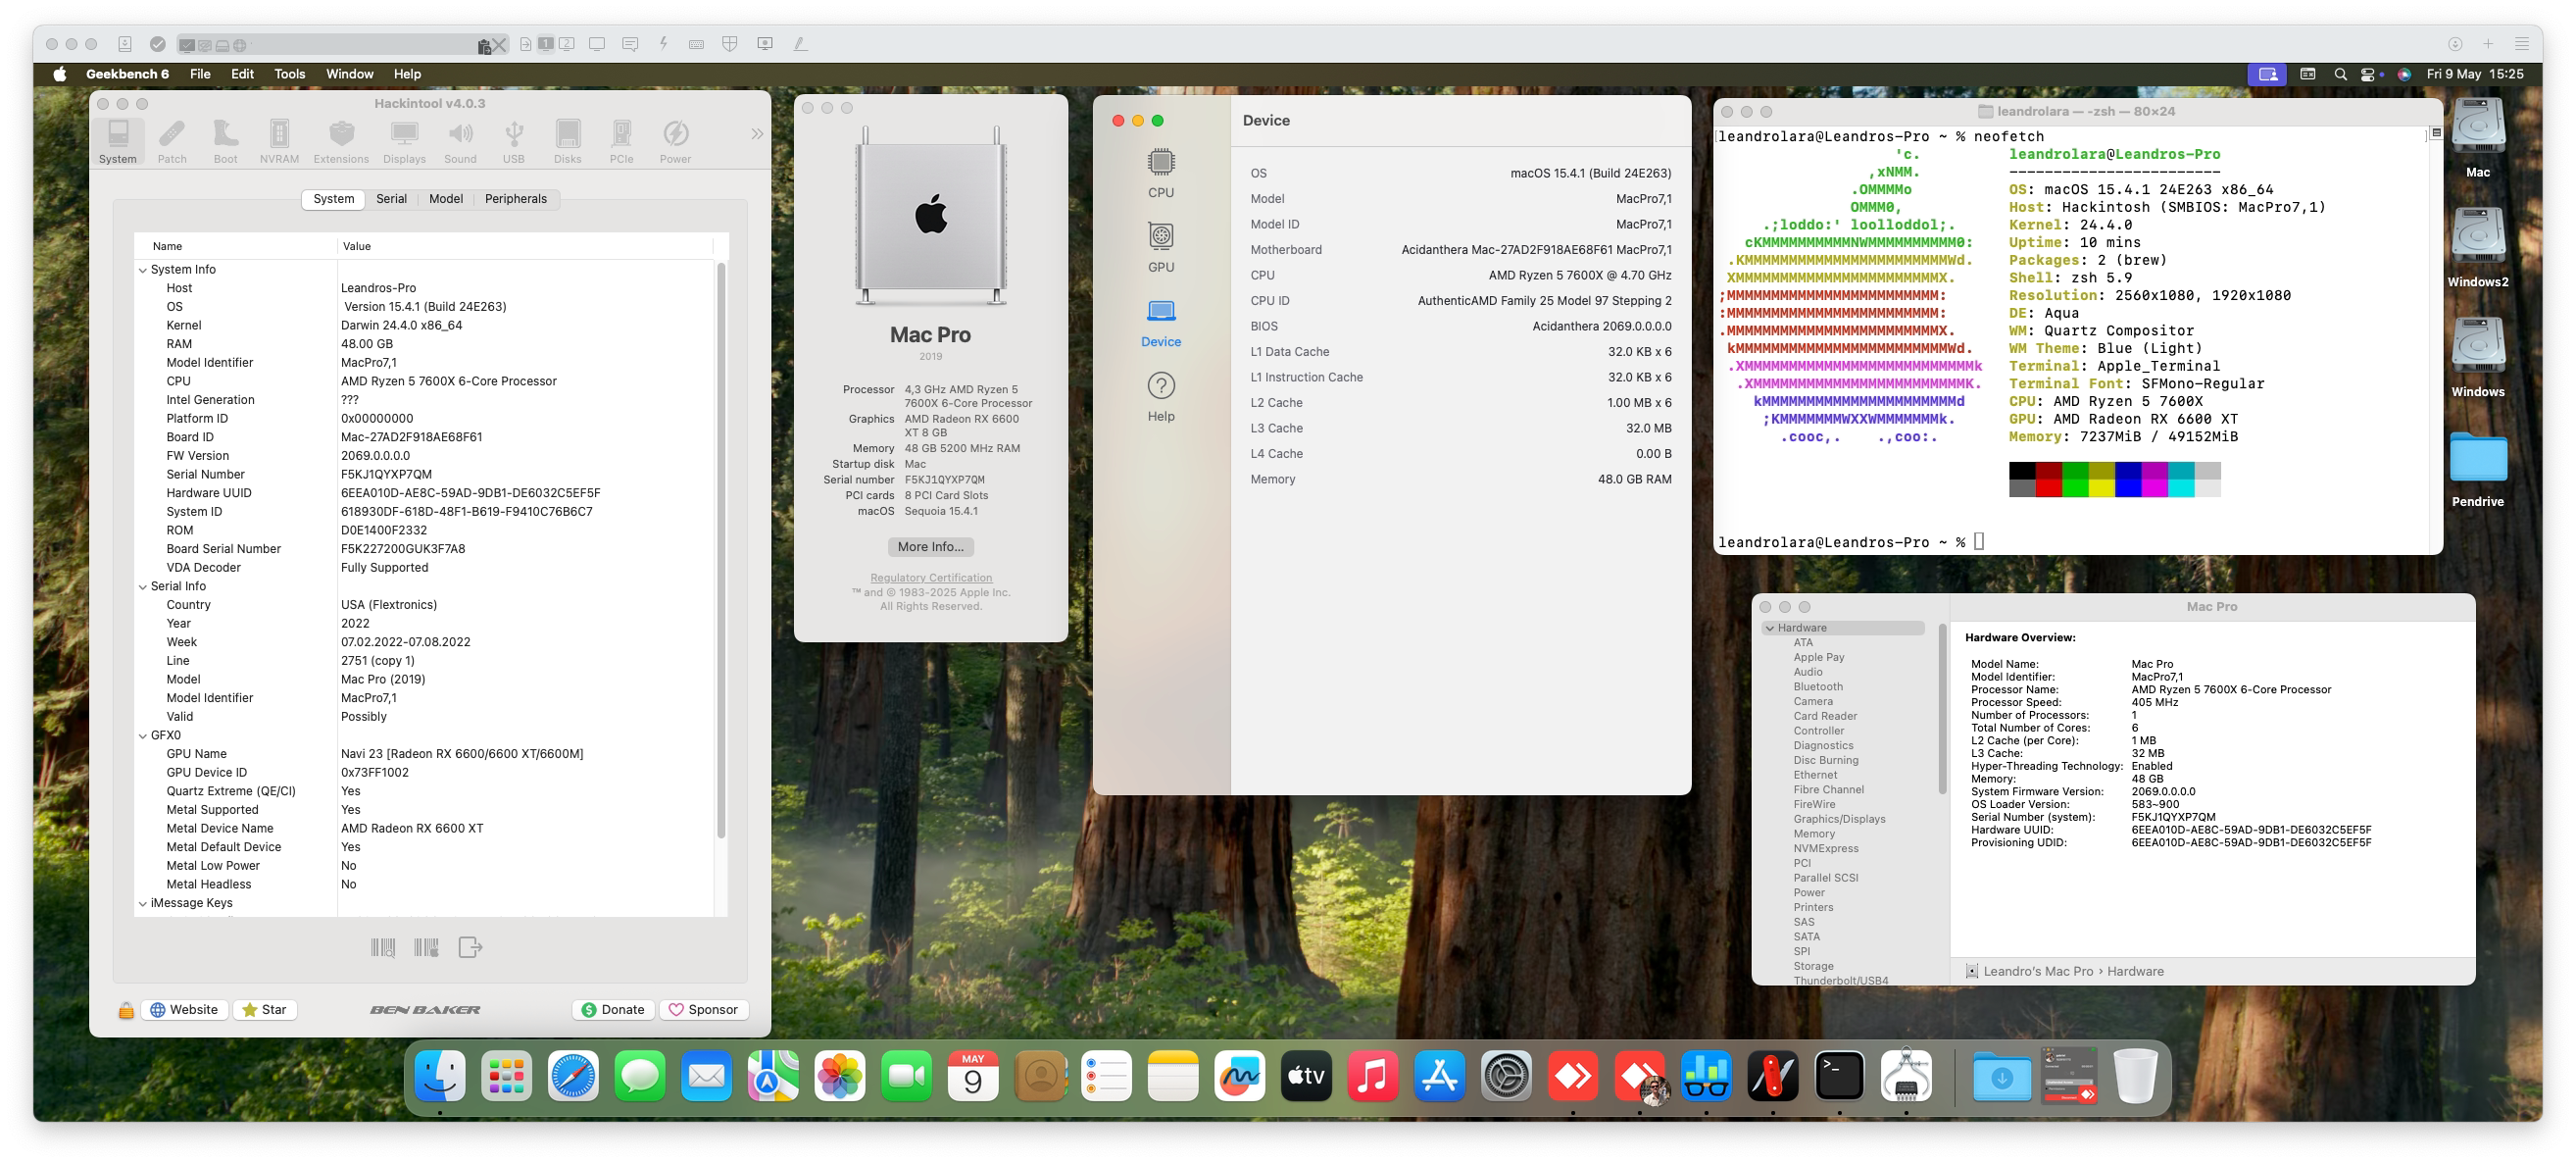 1 2
Geekbench 6 File Edit Tools Window Help
Fri 9 May 15:25
Hackintool v4.0.3
System Patch Boot NVRAM Extensions Displays Sound USB Disks PCIe Power
System Serial Model Peripherals
Name Value
System Info
Host Leandros-Pro
OS Version 15.4.1 (Build 24E263)
Kernel Darwin 24.4.0 x86_64
RAM 48.00 GB
Model Identifier MacPro7,1
CPU AMD Ryzen 5 7600X 6-Core Processor
Intel Generation ???
Platform ID 0x00000000
Board ID Mac-27AD2F918AE68F61
FW Version 2069.0.0.0.0
Serial Number F5KJ1QYXP7QM
Hardware UUID 6EEA010D-AE8C-59AD-9DB1-DE6032C5EF5F
System ID 618930DF-618D-48F1-B619-F9410C76B6C7
ROM D0E1400F2332
Board Serial Number F5K227200GUK3F7A8
VDA Decoder Fully Supported
Serial Info
Country USA (Flextronics)
Year 2022
Week 07.02.2022-07.08.2022
Line 2751 (copy 1)
Model Mac Pro (2019)
Model Identifier MacPro7,1
Valid Possibly
GFX0
GPU Name Navi 23 [Radeon RX 6600/6600 XT/6600M]
GPU Device ID 0x73FF1002
Quartz Extreme (QE/CI) Yes
Metal Supported Yes
Metal Device Name AMD Radeon RX 6600 XT
Metal Default Device Yes
Metal Low Power No
Metal Headless No
iMessage Keys
Website Star BEN BAKER Donate Sponsor
Mac Pro
2019
Processor 4,3 GHz AMD Ryzen 5
7600X 6-Core Processor
Graphics AMD Radeon RX 6600
XT 8 GB
Memory 48 GB 5200 MHz RAM
Startup disk Mac
Serial number F5KJ1QYXP7QM
PCI cards 8 PCI Card Slots
macOS Sequoia 15.4.1
More Info...
Regulatory Certification
™ and © 1983-2025 Apple Inc.
All Rights Reserved.
CPU
GPU
Device
Help
Device
OS macOS 15.4.1 (Build 24E263)
Model MacPro7,1
Model ID MacPro7,1
Motherboard Acidanthera Mac-27AD2F918AE68F61 MacPro7,1
CPU AMD Ryzen 5 7600X @ 4.70 GHz
CPU ID AuthenticAMD Family 25 Model 97 Stepping 2
BIOS Acidanthera 2069.0.0.0.0
L1 Data Cache 32.0 KB x 6
L1 Instruction Cache 32.0 KB x 6
L2 Cache 1.00 MB x 6
L3 Cache 32.0 MB
L4 Cache 0.00 B
Memory 48.0 GB RAM
leandrolara — -zsh — 80×24
[leandrolara@Leandros-Pro ~ % neofetch ]
'c. leandrolara@Leandros-Pro
,xNMM. ------------------------
.OMMMMo OS: macOS 15.4.1 24E263 x86_64
OMMM0, Host: Hackintosh (SMBIOS: MacPro7,1)
.;loddo:' loolloddol;. Kernel: 24.4.0
cKMMMMMMMMMMNWMMMMMMMMMM0: Uptime: 10 mins
.KMMMMMMMMMMMMMMMMMMMMMMMWd. Packages: 2 (brew)
XMMMMMMMMMMMMMMMMMMMMMMMX. Shell: zsh 5.9
;MMMMMMMMMMMMMMMMMMMMMMMM: Resolution: 2560x1080, 1920x1080
:MMMMMMMMMMMMMMMMMMMMMMMM: DE: Aqua
.MMMMMMMMMMMMMMMMMMMMMMMMX. WM: Quartz Compositor
kMMMMMMMMMMMMMMMMMMMMMMMMWd. WM Theme: Blue (Light)
.XMMMMMMMMMMMMMMMMMMMMMMMMMMk Terminal: Apple_Terminal
.XMMMMMMMMMMMMMMMMMMMMMMMMK. Terminal Font: SFMono-Regular
kMMMMMMMMMMMMMMMMMMMMMMd CPU: AMD Ryzen 5 7600X
;KMMMMMMMWXXWMMMMMMMk. GPU: AMD Radeon RX 6600 XT
.cooc,. .,coo:. Memory: 7237MiB / 49152MiB
leandrolara@Leandros-Pro ~ %
Mac
Windows2
Windows
Pendrive
Mac Pro
Hardware
ATA
Apple Pay
Audio
Bluetooth
Camera
Card Reader
Controller
Diagnostics
Disc Burning
Ethernet
Fibre Channel
FireWire
Graphics/Displays
Memory
NVMExpress
PCI
Parallel SCSI
Power
Printers
SAS
SATA
SPI
Storage
Thunderbolt/USB4
Hardware Overview:
Model Name: Mac Pro
Model Identifier: MacPro7,1
Processor Name: AMD Ryzen 5 7600X 6-Core Processor
Processor Speed: 405 MHz
Number of Processors: 1
Total Number of Cores: 6
L2 Cache (per Core): 1 MB
L3 Cache: 32 MB
Hyper-Threading Technology: Enabled
Memory: 48 GB
System Firmware Version: 2069.0.0.0.0
OS Loader Version: 583~900
Serial Number (system): F5KJ1QYXP7QM
Hardware UUID: 6EEA010D-AE8C-59AD-9DB1-DE6032C5EF5F
Provisioning UDID: 6EEA010D-AE8C-59AD-9DB1-DE6032C5EF5F
Leandro's Mac Pro › Hardware
MAY
9
tv
>_